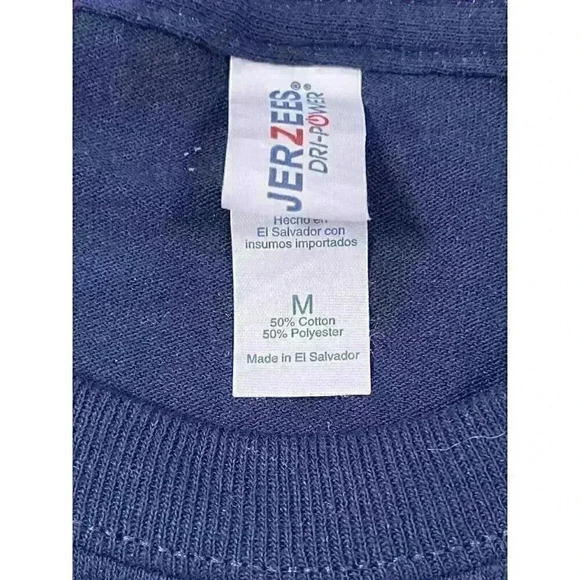 JERZEES®
DRI-POWER®
Hecho en
El Salvador con
insumos importados
M
50% Cotton
50% Polyester
Made in El Salvador